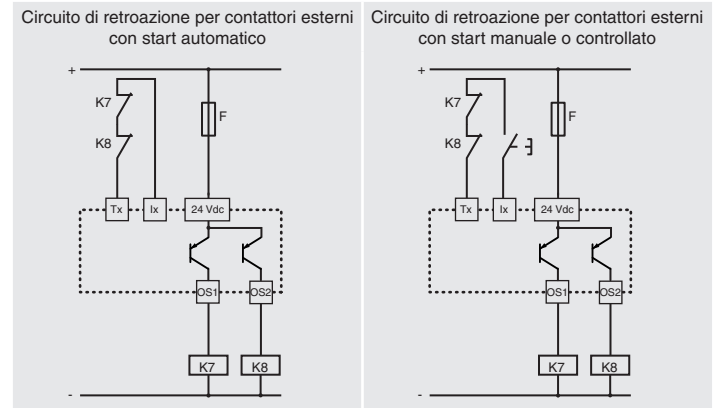 Circuito di retroazione per contattori esterni
con start automatico
+
K7
K8
F
Tx
Ix
24 Vdc
OS1
OS2
K7
K8
-
Circuito di retroazione per contattori esterni
con start manuale o controllato
+
K7
K8
F
Tx
Ix
24 Vdc
OS1
OS2
K7
K8
-